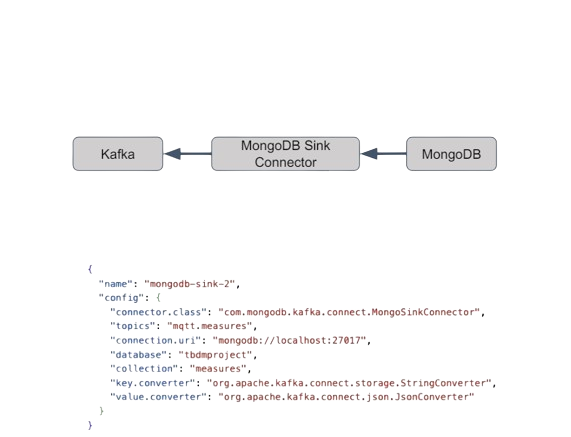 Kafka
MongoDB Sink
Connector
MongoDB
{
"name": "mongodb-sink-2",
"config": {
"connector.class": "com.mongodb.kafka.connect.MongoSinkConnector",
"topics": "mqtt.measures",
"connection.uri": "mongodb://localhost:27017",
"database": "tbdmproject",
"collection": "measures",
"key.converter": "org.apache.kafka.connect.storage.StringConverter",
"value.converter": "org.apache.kafka.connect.json.JsonConverter"
}
}